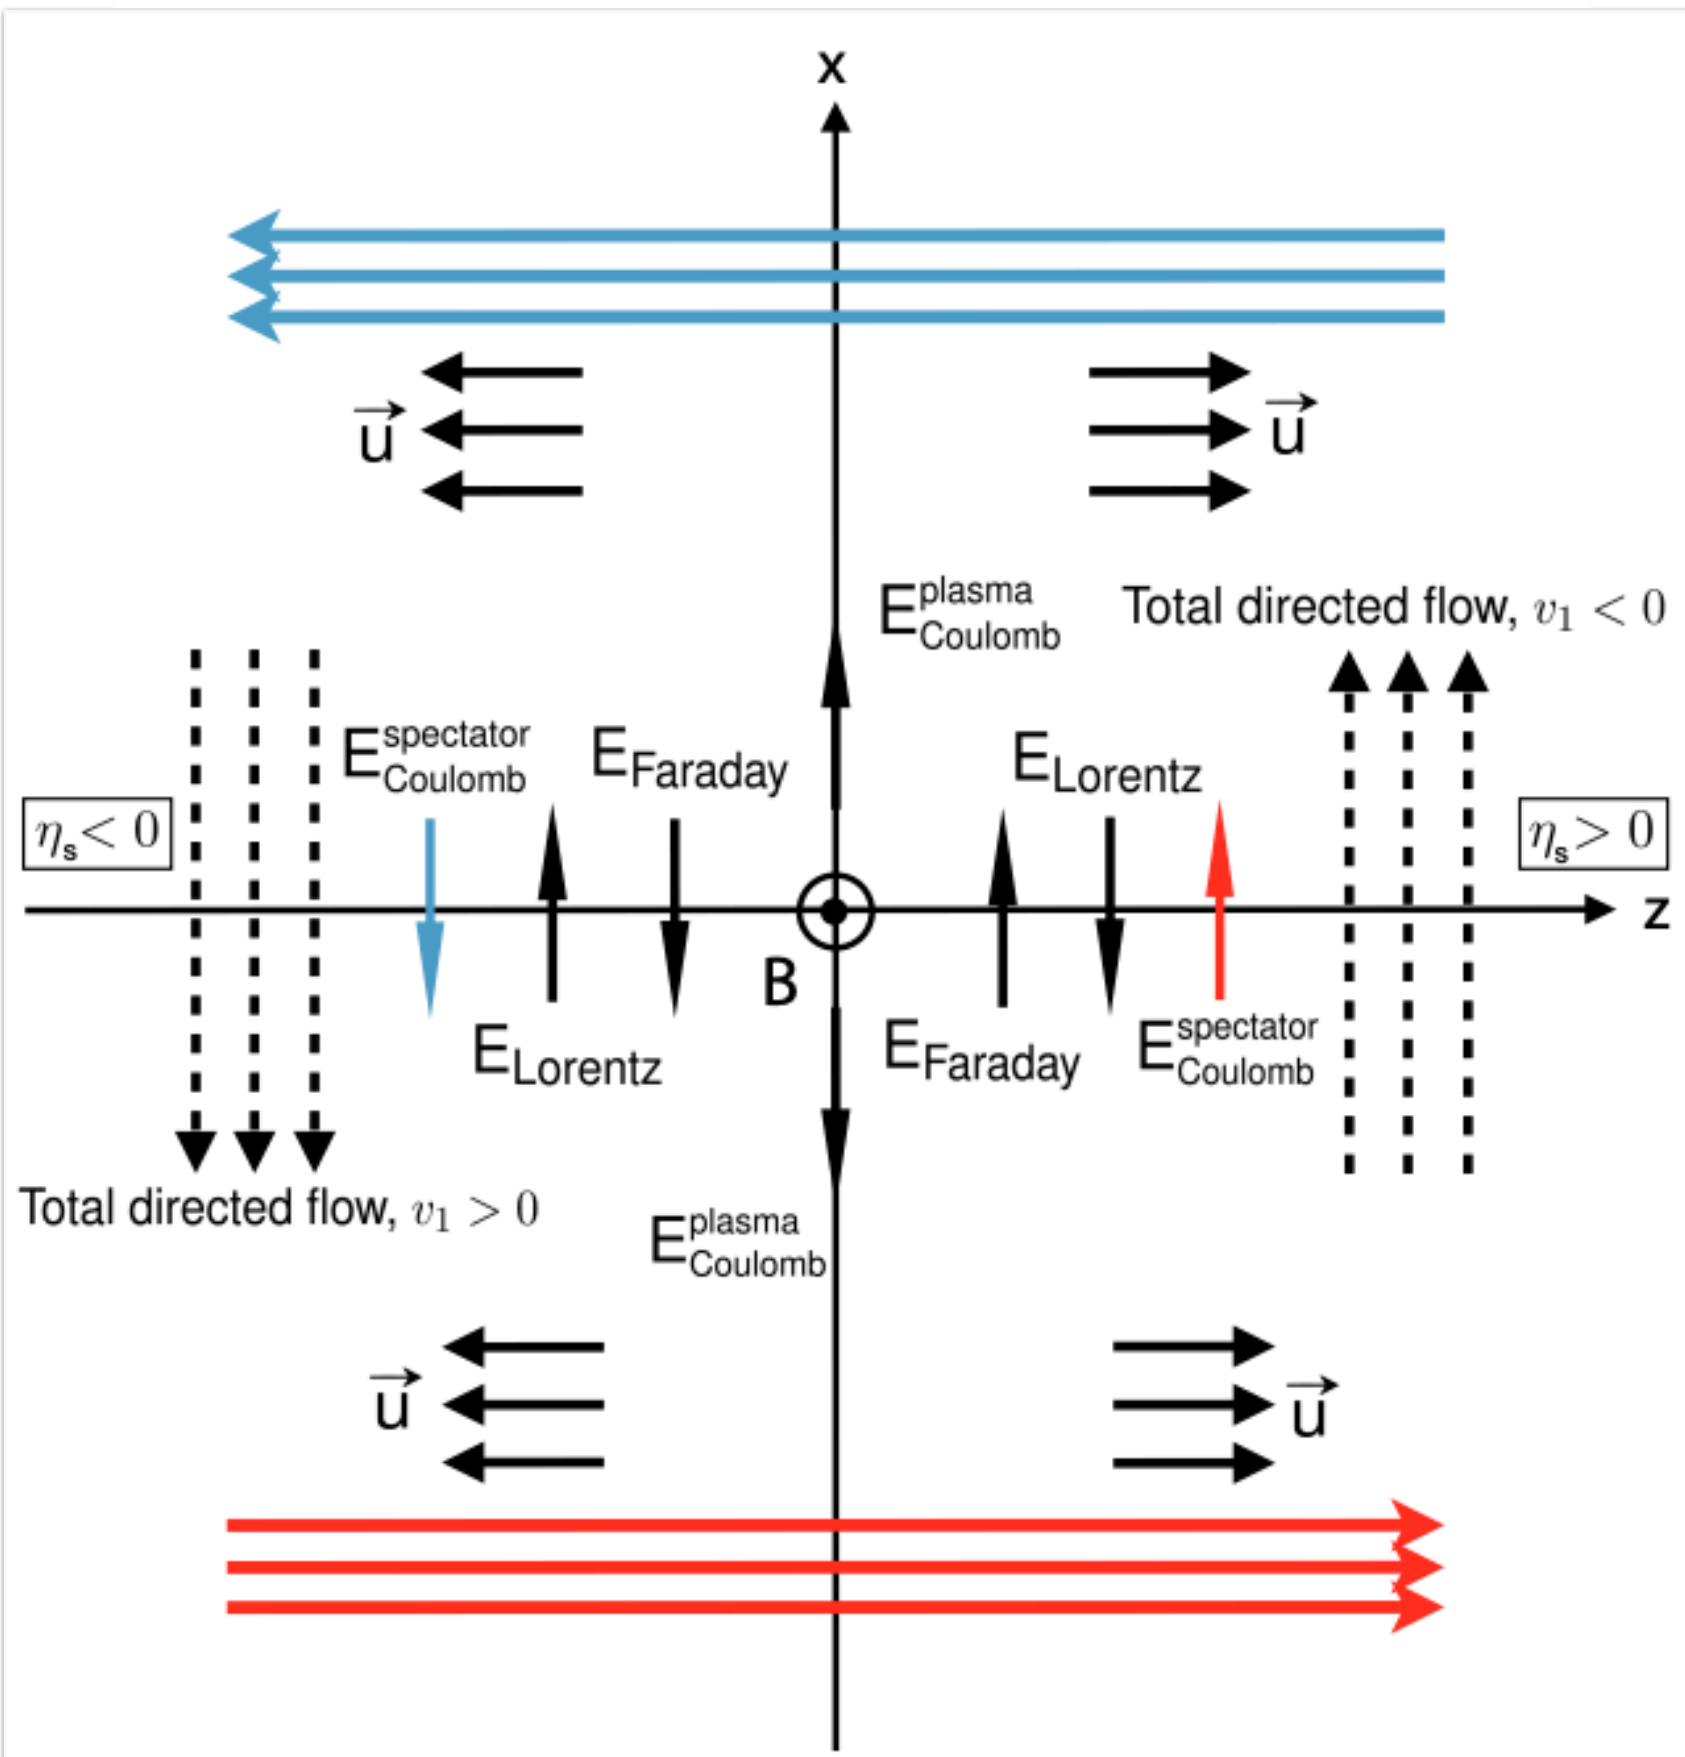 x
u⃗
u⃗
E^plasma_Coulomb
Total directed flow, v₁ < 0
E^spectator_Coulomb
E_Faraday
E_Lorentz
η_s < 0
η_s > 0
z
B
E_Lorentz
E_Faraday
E^spectator_Coulomb
Total directed flow, v₁ > 0
E^plasma_Coulomb
u⃗
u⃗